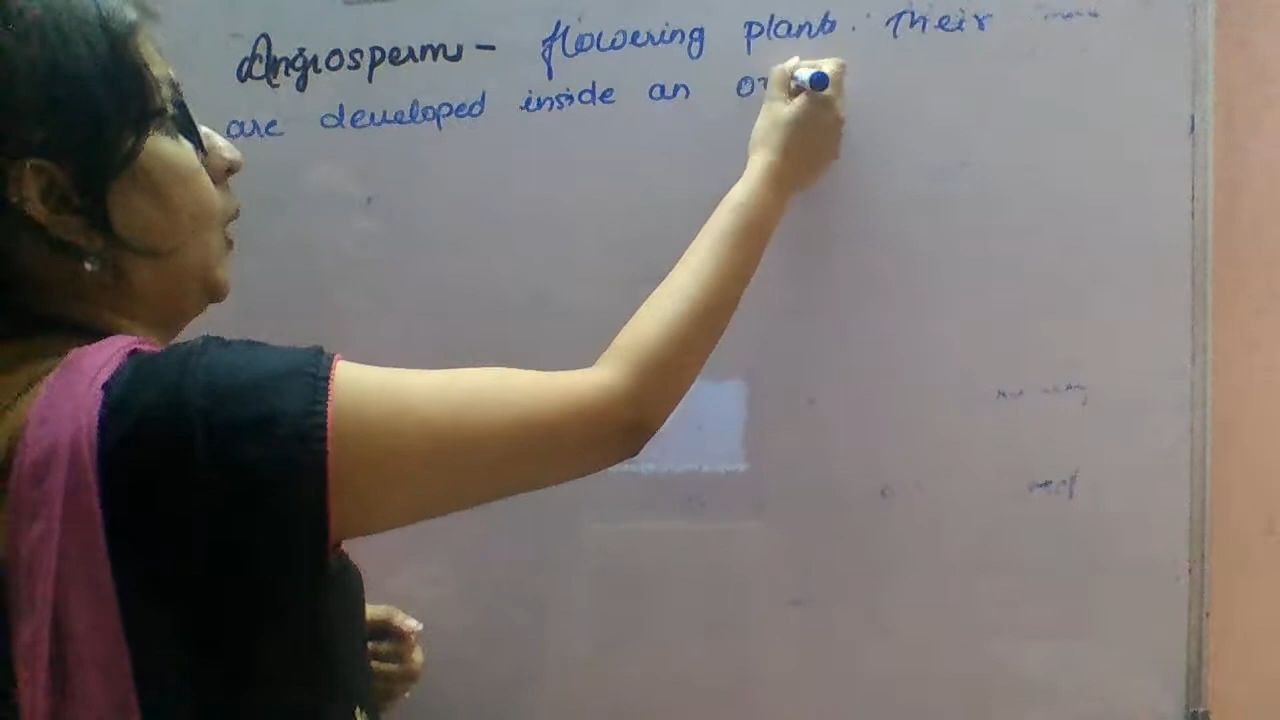 Angiosperm - flowering plants. Their
are developed inside an